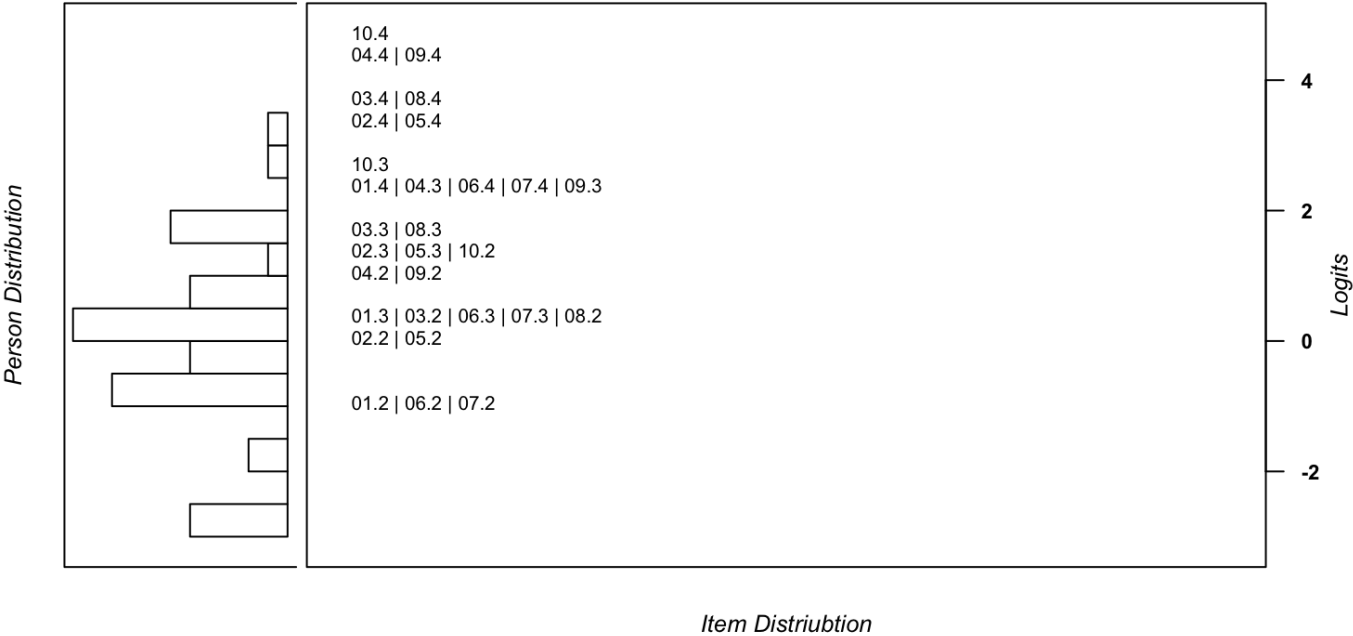 10.4
04.4 | 09.4
03.4 | 08.4
02.4 | 05.4
10.3
01.4 | 04.3 | 06.4 | 07.4 | 09.3
03.3 | 08.3
02.3 | 05.3 | 10.2
04.2 | 09.2
01.3 | 03.2 | 06.3 | 07.3 | 08.2
02.2 | 05.2
01.2 | 06.2 | 07.2
4
2
0
-2
Person Distribution
Logits
Item Distriubtion